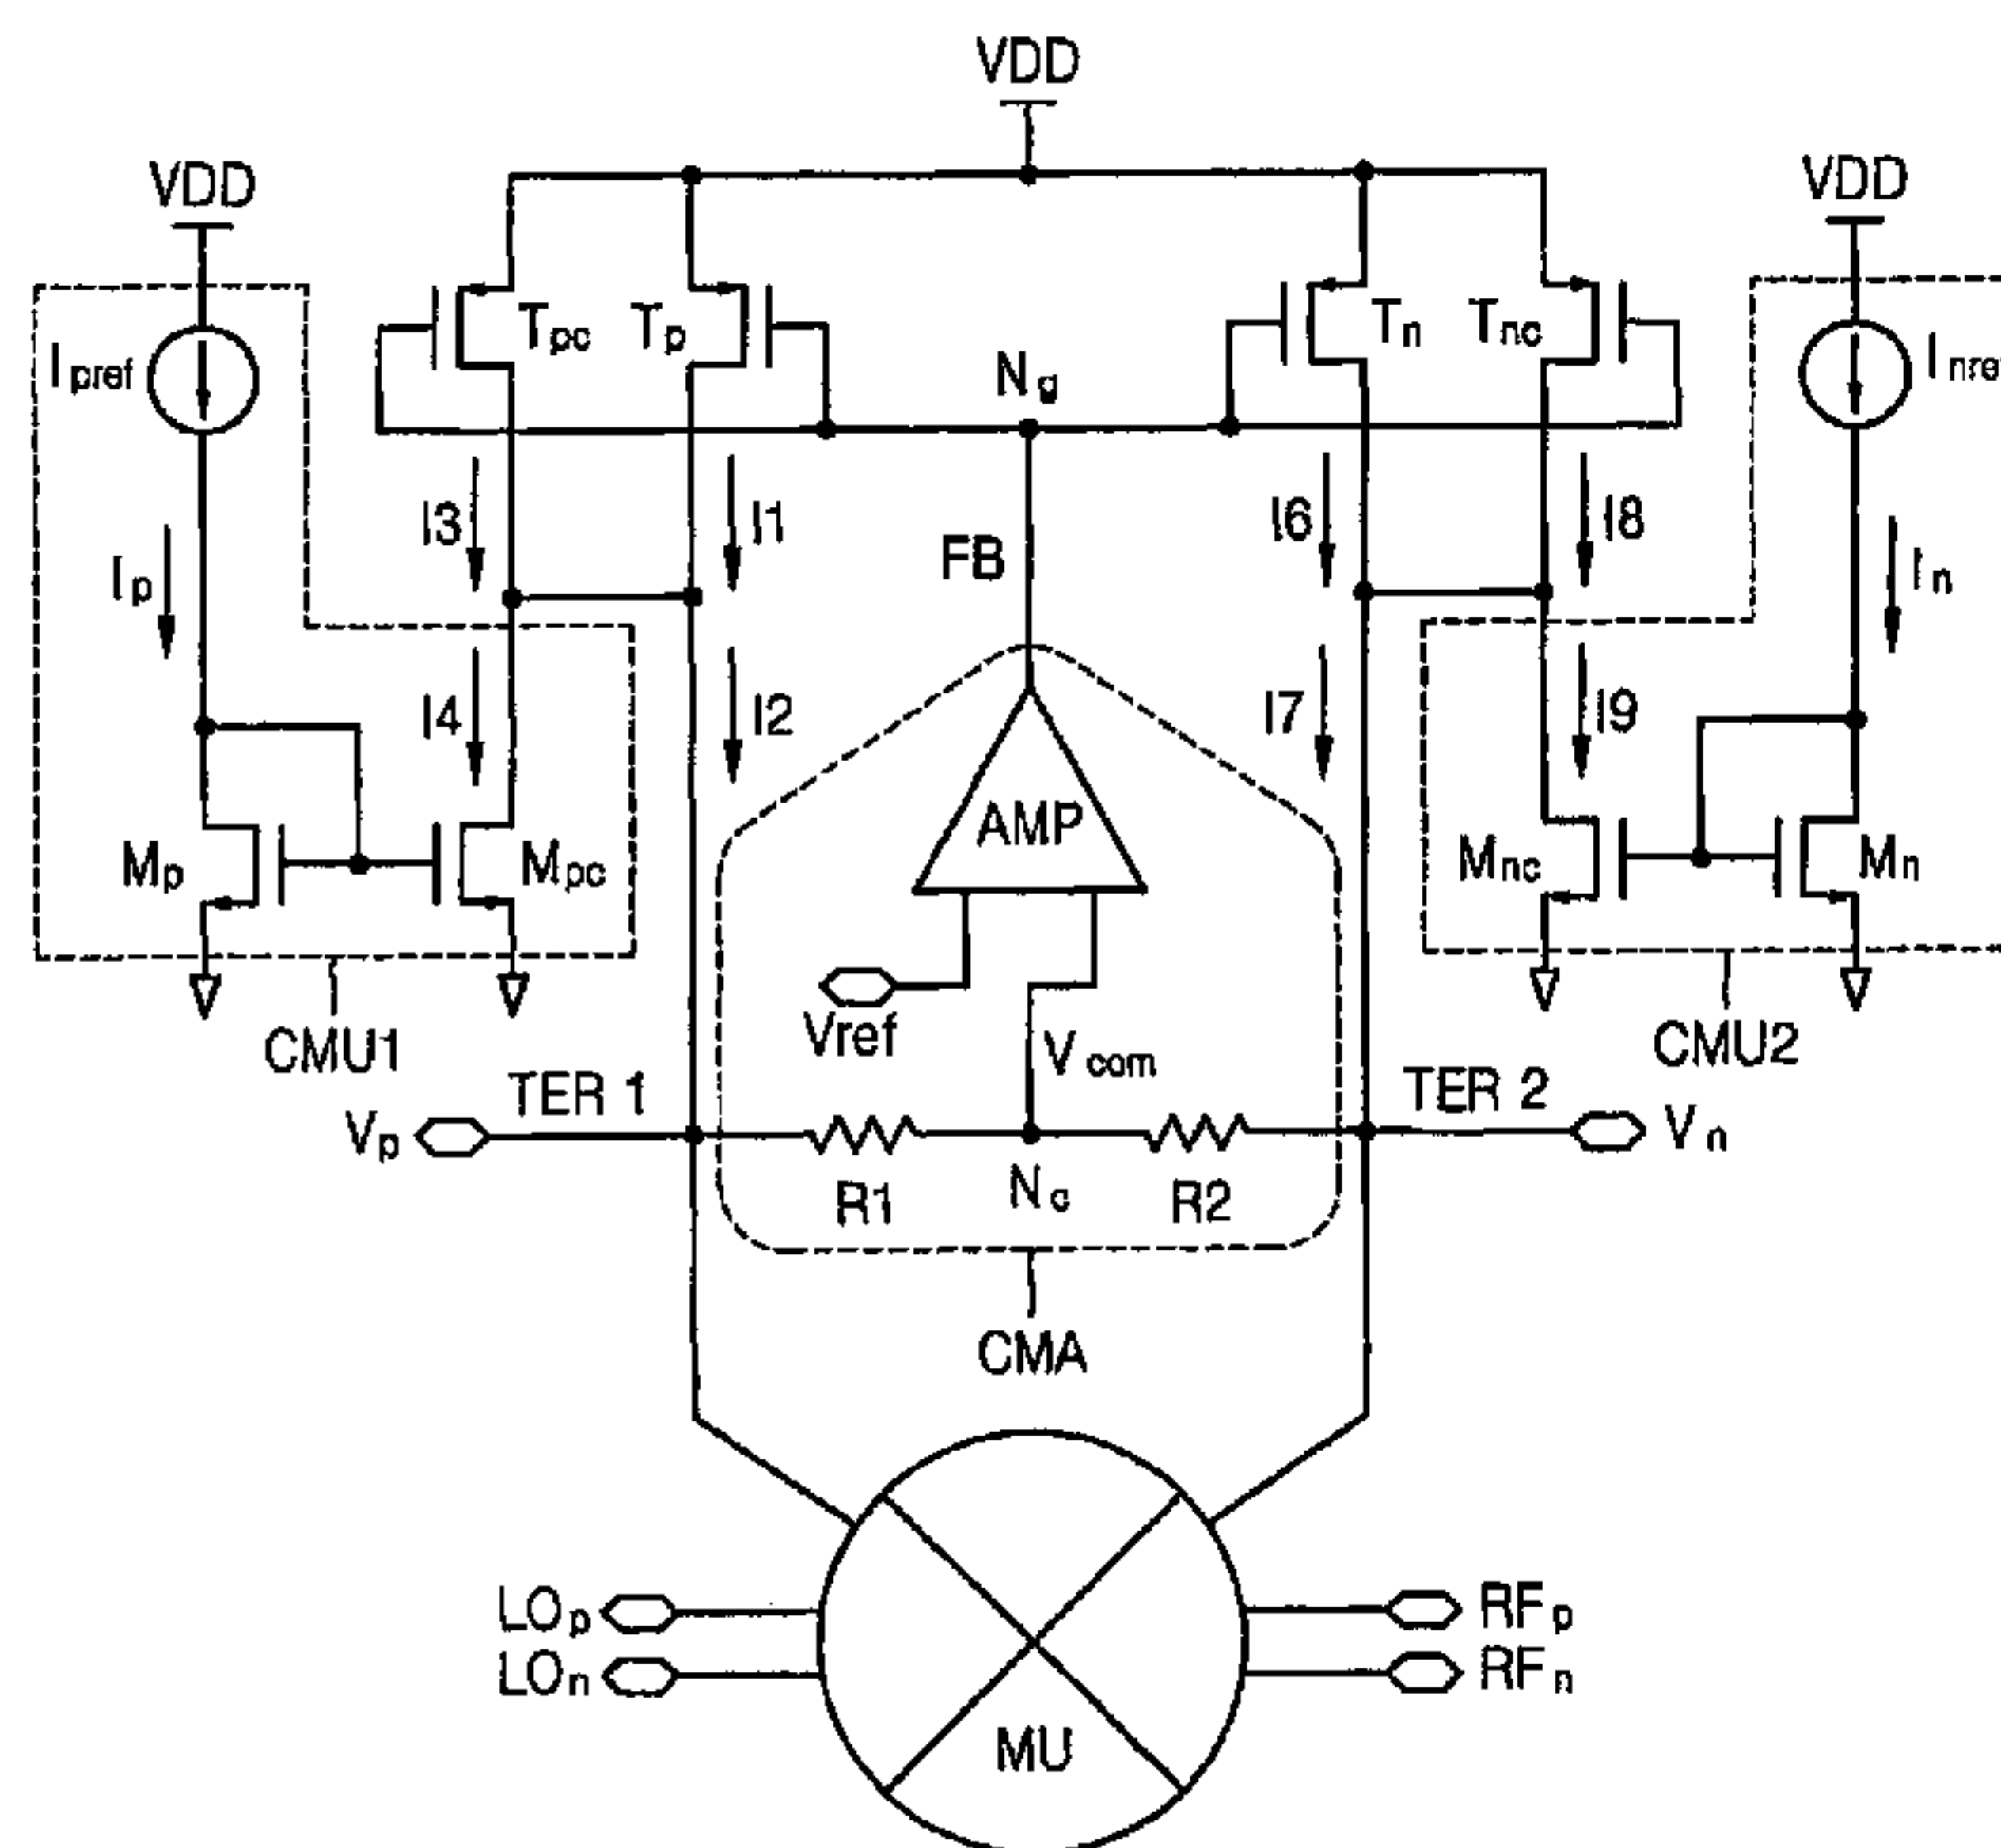 VDD
VDD
VDD
Ipref
Tpc
Tp
Ng
Tn
Tnc
Inre
Ip
I3
I1
FB
I6
I8
In
I4
I2
I7
I9
AMP
Mp
Mpc
Mnc
Mn
Vref
Vcom
CMU1
CMU2
TER 1
TER 2
Vp
Vn
R1
Nc
R2
CMA
LOp
RFp
LOn
RFn
MU